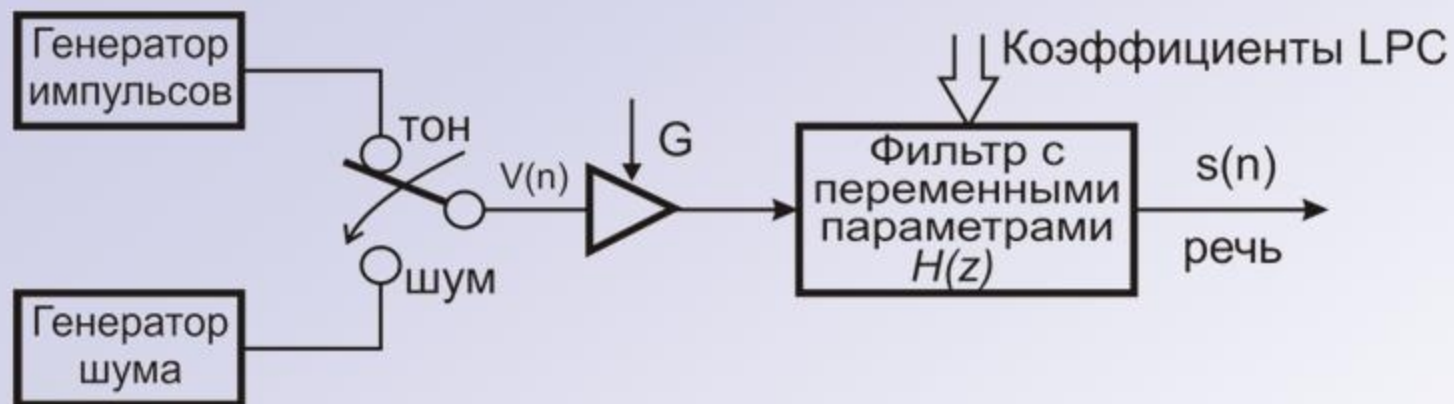 Генератор
импульсов
тон
V(n)
G
Коэффициенты LPC
Фильтр с
переменными
параметрами
H(z)
s(n)
речь
шум
Генератор
шума